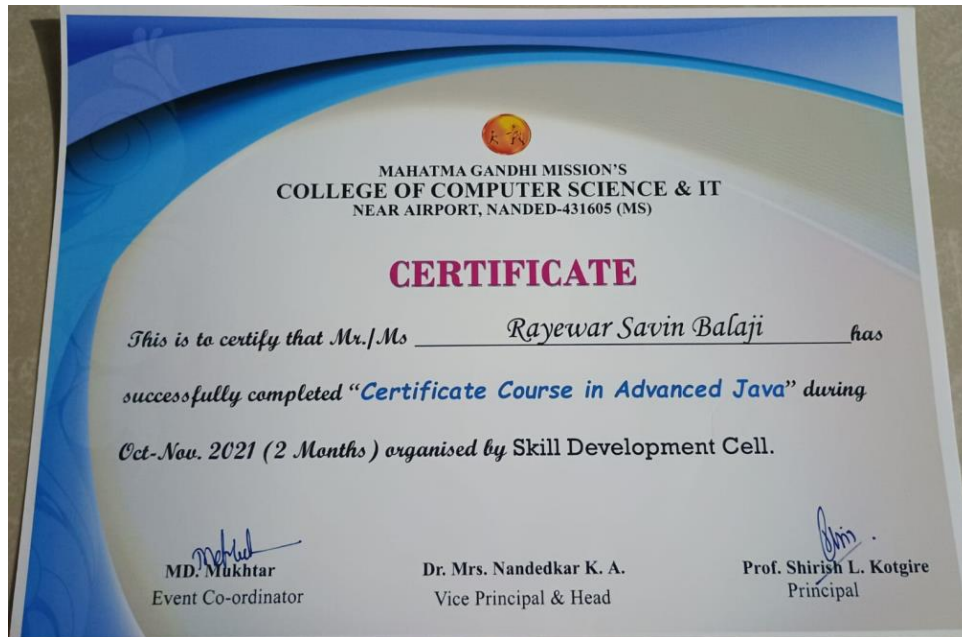 MAHATMA GANDHI MISSION'S
COLLEGE OF COMPUTER SCIENCE & IT
NEAR AIRPORT, NANDED-431605 (MS)
CERTIFICATE
This is to certify that Mr./Ms Rayewar Savin Balaji has
successfully completed “Certificate Course in Advanced Java” during
Oct-Nov. 2021 (2 Months) organised by Skill Development Cell.
MD. Mukhtar Dr. Mrs. Nandedkar K. A. Prof. Shirish L. Kotgire
Event Co-ordinator Vice Principal & Head Principal